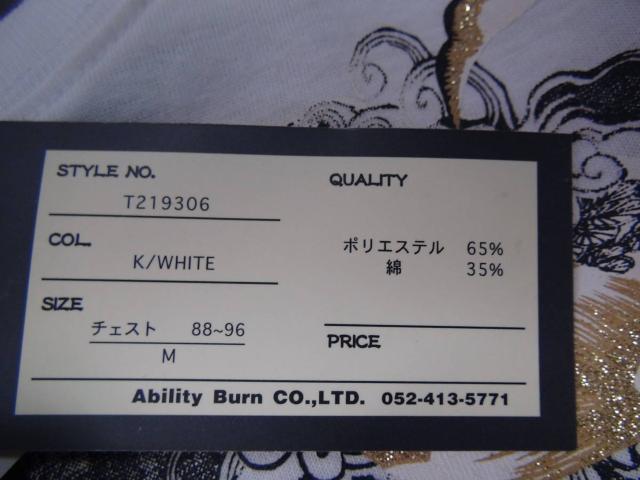 STYLE NO.
T219306
COL.
K/WHITE
SIZE
チェスト 88~96
M
QUALITY
ポリエステル 65%
綿 35%
PRICE
Ability Burn CO.,LTD. 052-413-5771